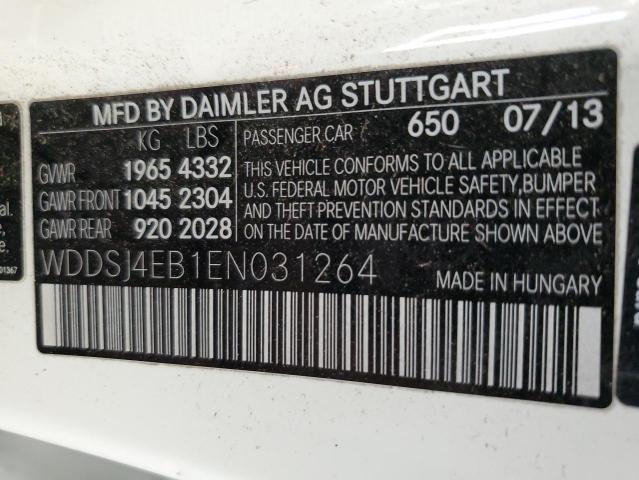 MFD BY DAIMLER AG STUTTGART
KG LBS PASSENGER CAR 650 07/13
GVWR 1965 4332
GAWR FRONT 1045 2304
GAWR REAR 920 2028
THIS VEHICLE CONFORMS TO ALL APPLICABLE
U.S. FEDERAL MOTOR VEHICLE SAFETY, BUMPER
AND THEFT PREVENTION STANDARDS IN EFFECT
ON THE DATE OF MANUFACTURE SHOWN ABOVE
WDDSJ4EB1EN031264 MADE IN HUNGARY